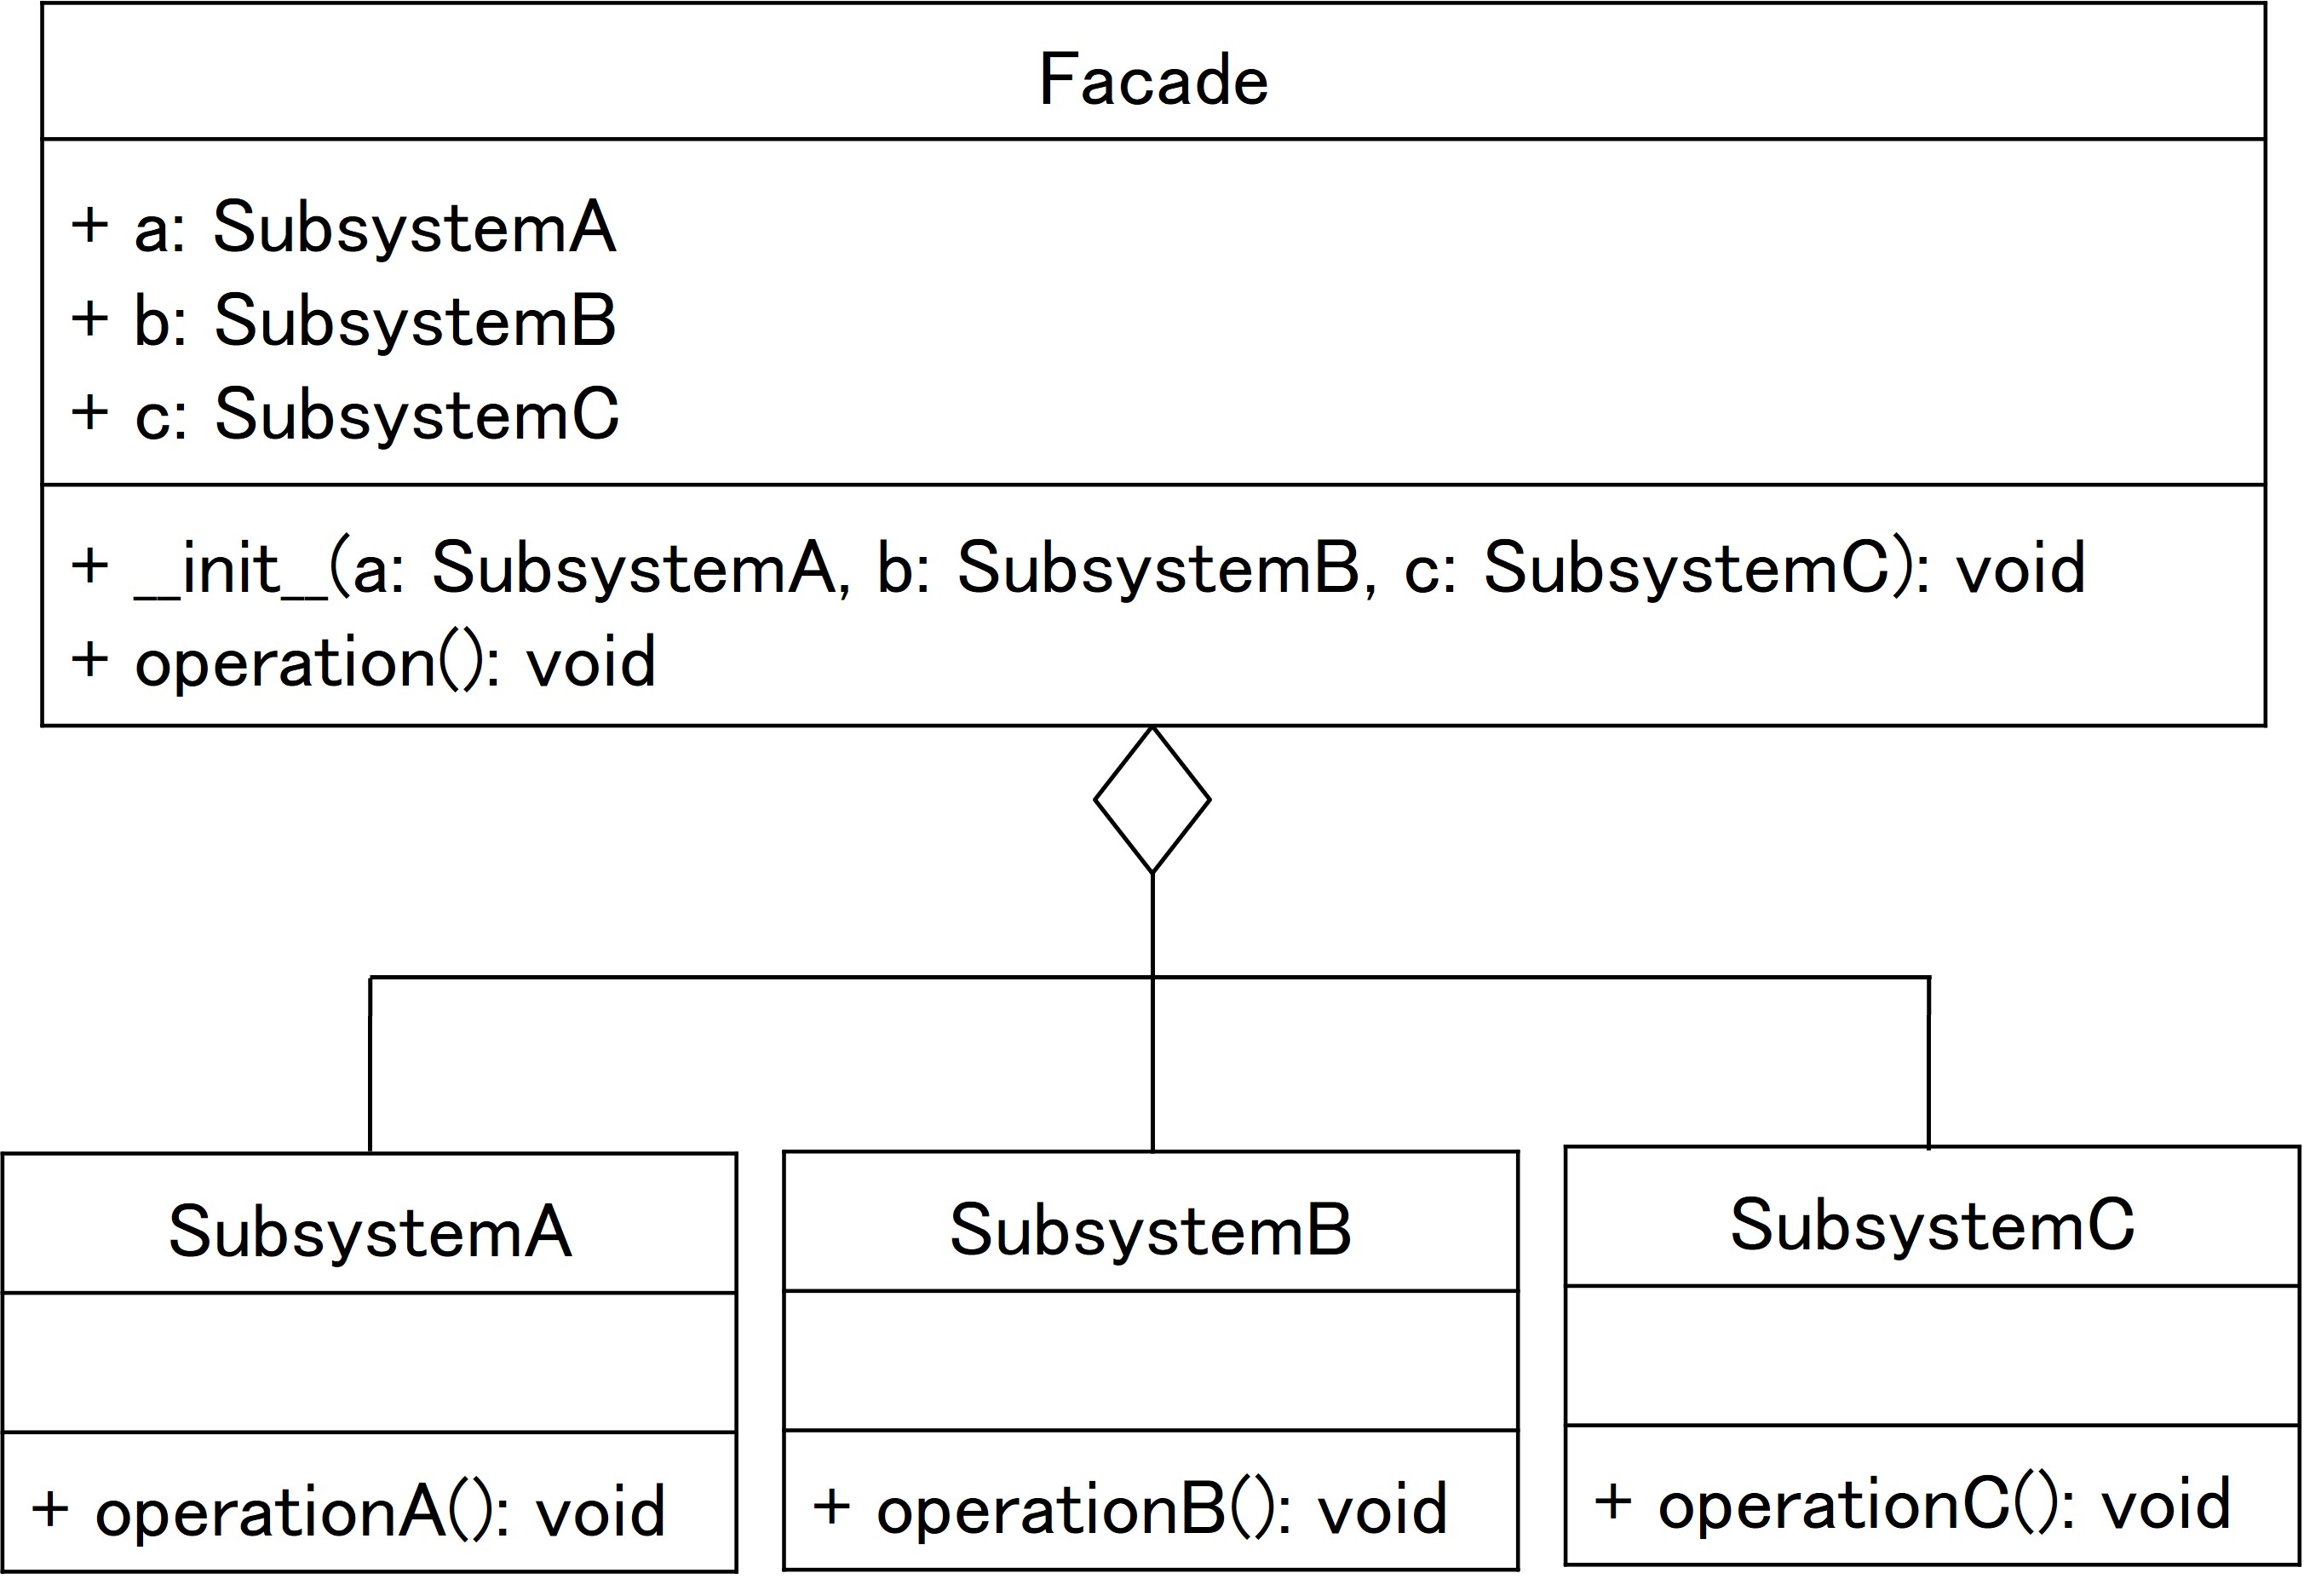 Facade
+ a: SubsystemA
+ b: SubsystemB
+ c: SubsystemC
+ __init__(a: SubsystemA, b: SubsystemB, c: SubsystemC): void
+ operation(): void
SubsystemA
+ operationA(): void
SubsystemB
+ operationB(): void
SubsystemC
+ operationC(): void